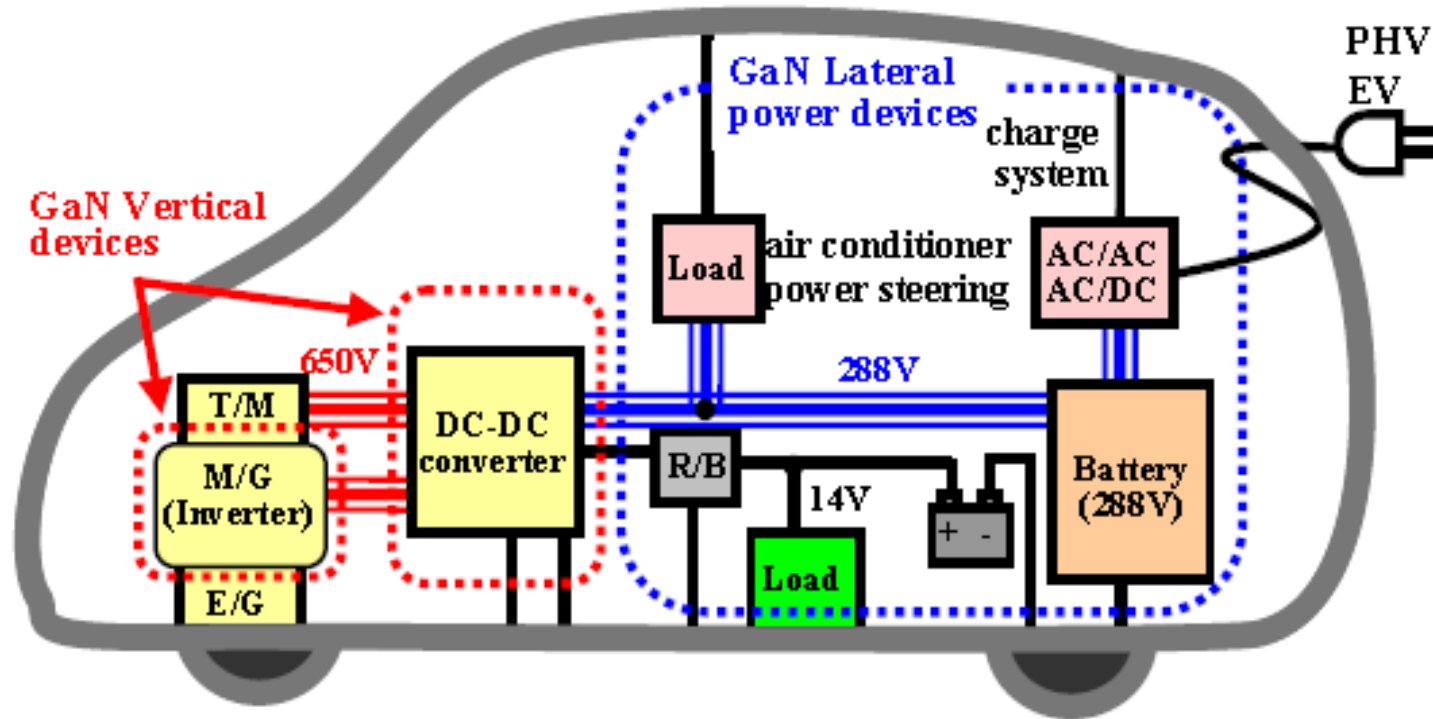 PHV
EV
GaN Lateral
power devices
charge
system
GaN Vertical
devices
Load
air conditioner
power steering
AC/AC
AC/DC
650V
288V
T/M
DC-DC
converter
M/G
(Inverter)
R/B
14V
+ -
Battery
(288V)
Load
E/G